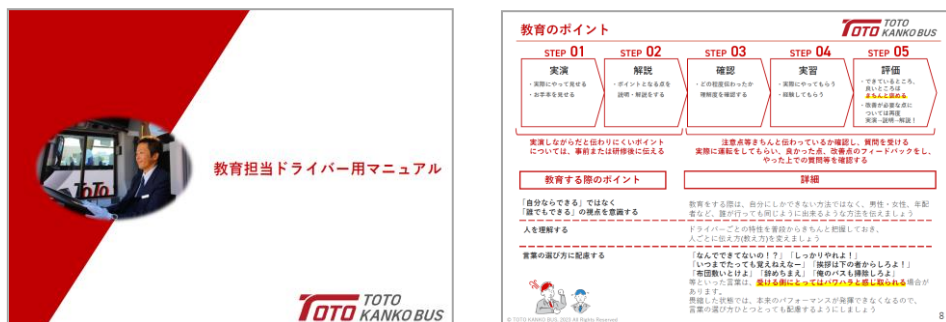 教育担当ドライバー用マニュアル
TOTO
TOTO
KANKO BUS
教育のポイント
TOTO
TOTO
KANKO BUS
STEP 01
実演
・実際にやって見せる
・お手本を見せる
STEP 02
解説
・ポイントとなる点を
説明・解説をする
STEP 03
確認
・どの程度伝わったか
理解度を確認する
STEP 04
実習
・実際にやってもらう
・経験してもらう
STEP 05
評価
・できているところ、
良いところは
きちんと褒める
・改善が必要な点に
ついては再度
実演→説明→解説！
実演しながらだと伝わりにくいポイント
については、事前または研修後に伝える
注意点等きちんと伝わっているか確認し、質問を受ける
実際に運転をしてもらい、良かった点、改善点のフィードバックをし、
やった上での質問等を確認する
教育する際のポイント
詳細
「自分ならできる」ではなく
「誰でもできる」の視点を意識する
教育をする際は、自分にしかできない方法ではなく、男性・女性、年配
者など、誰が行っても同じように出来るような方法を伝えましょう
人を理解する
ドライバーごとの特性を普段からきちんと把握しておき、
人ごとに伝え方(教え方)を変えましょう
言葉の選び方に配慮する
「なんでできてないの！？」「しっかりやれよ！」
「いつまでたっても覚えねえなー」「挨拶は下の者からしろよ！」
「布団敷いとけよ」「辞めちまえ」「俺のバスも掃除しろよ」
等といった言葉は、受ける側にとってはパワハラと感じ取られる場合が
あります。
畏縮した状態では、本来のパフォーマンスが発揮できなくなるので、
言葉の選び方ひとつとっても配慮するようにしましょう
© TOTO KANKO BUS, 2023 All Rights Reserved
8